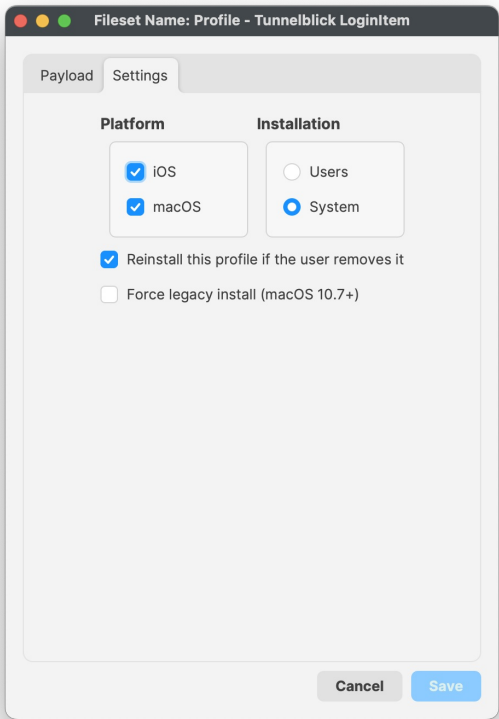 Fileset Name: Profile - Tunnelblick LoginItem
Payload Settings
Platform Installation
iOS Users
macOS System
Reinstall this profile if the user removes it
Force legacy install (macOS 10.7+)
Cancel Save